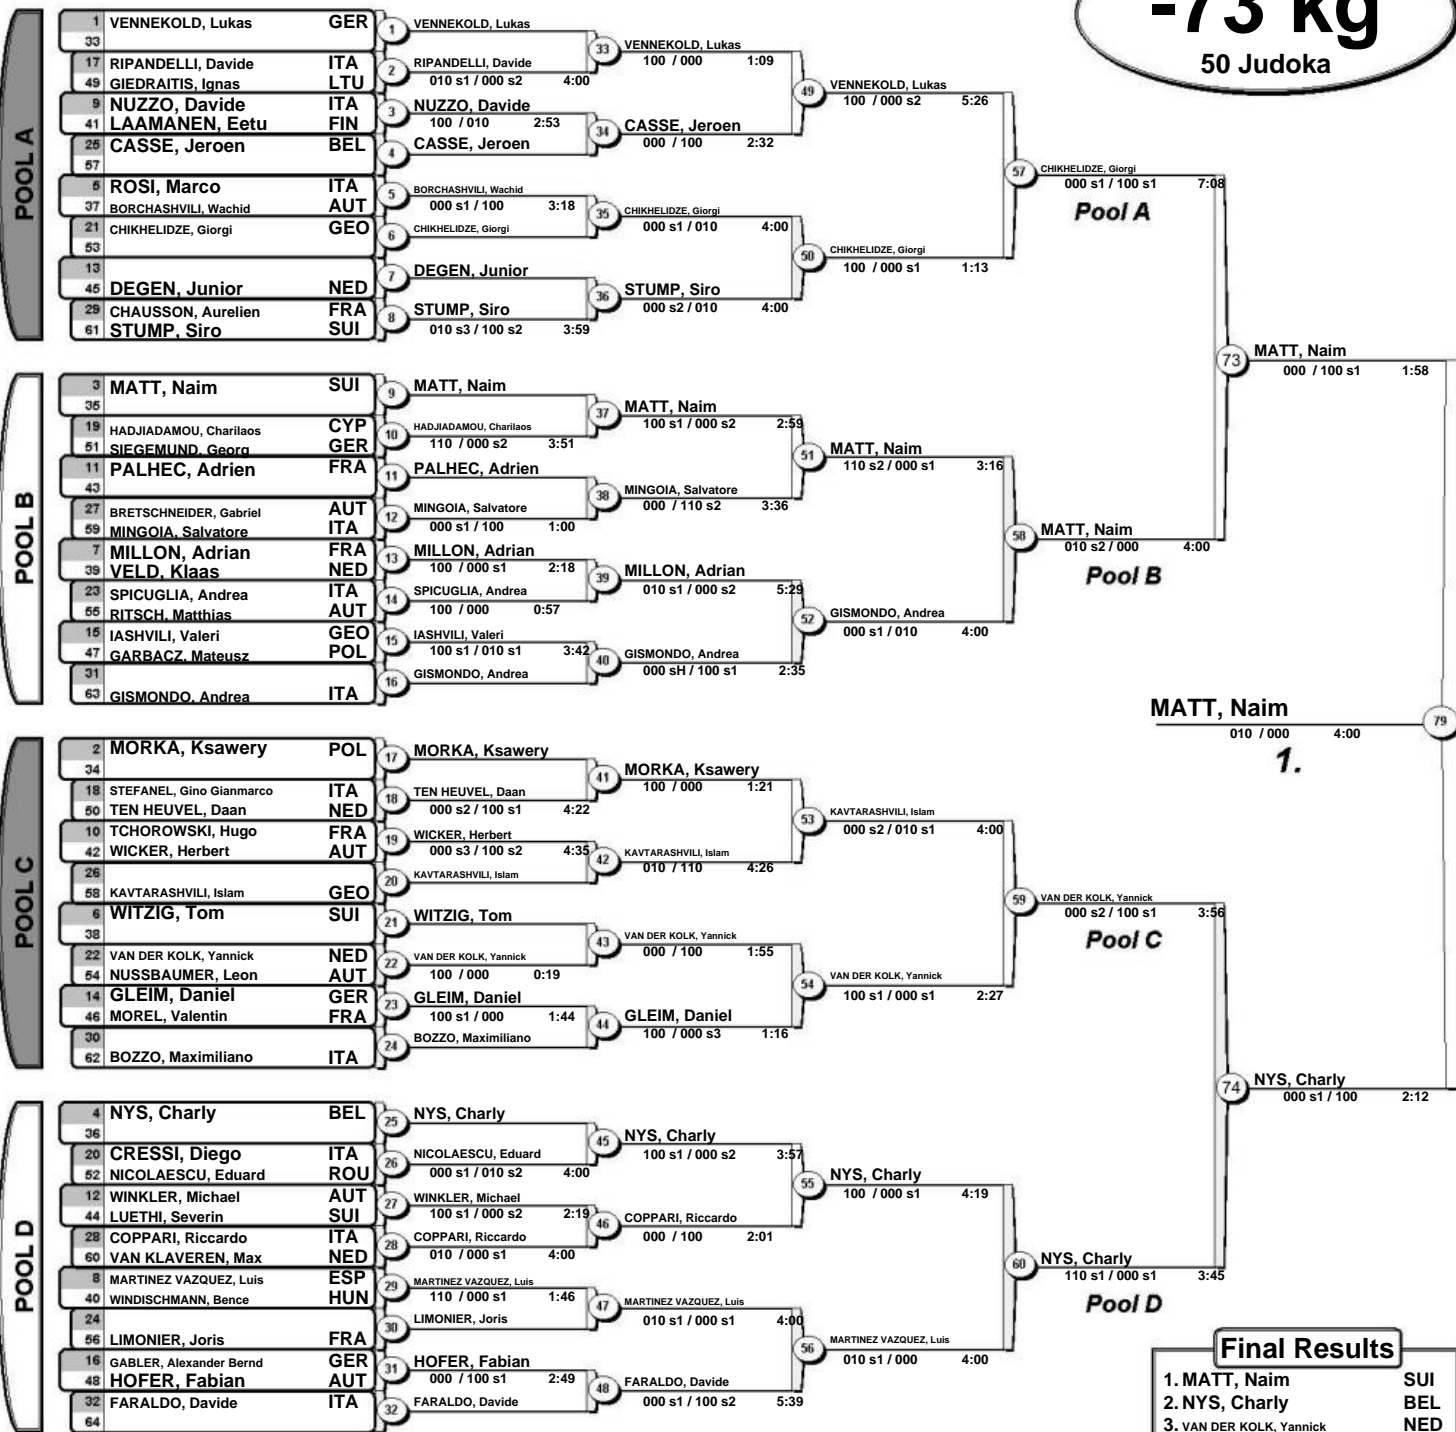 -73 kg
50 Judoka
POOL A
1 VENNEKOLD, Lukas GER
33
17 RIPANDELLI, Davide ITA
49 GIEDRAITIS, Ignas LTU
9 NUZZO, Davide ITA
41 LAAMANEN, Eetu FIN
25 CASSE, Jeroen BEL
57
5 ROSI, Marco ITA
37 BORCHASHVILI, Wachid AUT
21 CHIKHELIDZE, Giorgi GEO
53
13
45 DEGEN, Junior NED
29 CHAUSSON, Aurelien FRA
61 STUMP, Siro SUI
1 VENNEKOLD, Lukas
2 RIPANDELLI, Davide
010 s1 / 000 s2 4:00
3 NUZZO, Davide
100 / 010 2:53
4 CASSE, Jeroen
5 BORCHASHVILI, Wachid
000 s1 / 100 3:18
6 CHIKHELIDZE, Giorgi
7 DEGEN, Junior
8 STUMP, Siro
010 s3 / 100 s2 3:59
33 VENNEKOLD, Lukas
100 / 000 1:09
34 CASSE, Jeroen
000 / 100 2:32
35 CHIKHELIDZE, Giorgi
000 s1 / 010 4:00
36 STUMP, Siro
000 s2 / 010 4:00
49 VENNEKOLD, Lukas
100 / 000 s2 5:26
50 CHIKHELIDZE, Giorgi
100 / 000 s1 1:13
57 CHIKHELIDZE, Giorgi
000 s1 / 100 s1 7:08
Pool A
POOL B
3 MATT, Naim SUI
35
19 HADJIADAMOU, Charilaos CYP
51 SIEGEMUND, Georg GER
11 PALHEC, Adrien FRA
43
27 BRETSCHNEIDER, Gabriel AUT
59 MINGOIA, Salvatore ITA
7 MILLON, Adrian FRA
39 VELD, Klaas NED
23 SPICUGLIA, Andrea ITA
55 RITSCH, Matthias AUT
15 IASHVILI, Valeri GEO
47 GARBACZ, Mateusz POL
31
63 GISMONDO, Andrea ITA
9 MATT, Naim
10 HADJIADAMOU, Charilaos
110 / 000 s2 3:51
11 PALHEC, Adrien
12 MINGOIA, Salvatore
000 s1 / 100 1:00
13 MILLON, Adrian
100 / 000 s1 2:18
14 SPICUGLIA, Andrea
100 / 000 0:57
15 IASHVILI, Valeri
100 s1 / 010 s1 3:42
16 GISMONDO, Andrea
37 MATT, Naim
100 s1 / 000 s2 2:59
38 MINGOIA, Salvatore
000 / 110 s2 3:36
39 MILLON, Adrian
010 s1 / 000 s2 5:29
40 GISMONDO, Andrea
000 sH / 100 s1 2:35
51 MATT, Naim
110 s2 / 000 s1 3:16
52 GISMONDO, Andrea
000 s1 / 010 4:00
58 MATT, Naim
010 s2 / 000 4:00
Pool B
73 MATT, Naim
000 / 100 s1 1:58
MATT, Naim 79
010 / 000 4:00
1.
POOL C
2 MORKA, Ksawery POL
34
18 STEFANEL, Gino Gianmarco ITA
50 TEN HEUVEL, Daan NED
10 TCHOROWSKI, Hugo FRA
42 WICKER, Herbert AUT
26
58 KAVTARASHVILI, Islam GEO
6 WITZIG, Tom SUI
38
22 VAN DER KOLK, Yannick NED
54 NUSSBAUMER, Leon AUT
14 GLEIM, Daniel GER
46 MOREL, Valentin FRA
30
62 BOZZO, Maximiliano ITA
17 MORKA, Ksawery
18 TEN HEUVEL, Daan
000 s2 / 100 s1 4:22
19 WICKER, Herbert
000 s3 / 100 s2 4:35
20 KAVTARASHVILI, Islam
21 WITZIG, Tom
22 VAN DER KOLK, Yannick
100 / 000 0:19
23 GLEIM, Daniel
100 s1 / 000 1:44
24 BOZZO, Maximiliano
41 MORKA, Ksawery
100 / 000 1:21
42 KAVTARASHVILI, Islam
010 / 110 4:26
43 VAN DER KOLK, Yannick
000 / 100 1:55
44 GLEIM, Daniel
100 / 000 s3 1:16
53 KAVTARASHVILI, Islam
000 s2 / 010 s1 4:00
54 VAN DER KOLK, Yannick
100 s1 / 000 s1 2:27
59 VAN DER KOLK, Yannick
000 s2 / 100 s1 3:56
Pool C
POOL D
4 NYS, Charly BEL
36
20 CRESSI, Diego ITA
52 NICOLAESCU, Eduard ROU
12 WINKLER, Michael AUT
44 LUETHI, Severin SUI
28 COPPARI, Riccardo ITA
60 VAN KLAVEREN, Max NED
8 MARTINEZ VAZQUEZ, Luis ESP
40 WINDISCHMANN, Bence HUN
24
56 LIMONIER, Joris FRA
16 GABLER, Alexander Bernd GER
48 HOFER, Fabian AUT
32 FARALDO, Davide ITA
64
25 NYS, Charly
26 NICOLAESCU, Eduard
000 s1 / 010 s2 4:00
27 WINKLER, Michael
100 s1 / 000 s2 2:19
28 COPPARI, Riccardo
010 / 000 s1 4:00
29 MARTINEZ VAZQUEZ, Luis
110 / 000 s1 1:46
30 LIMONIER, Joris
31 HOFER, Fabian
000 / 100 s1 2:49
32 FARALDO, Davide
45 NYS, Charly
100 s1 / 000 s2 3:57
46 COPPARI, Riccardo
000 / 100 2:01
47 MARTINEZ VAZQUEZ, Luis
010 s1 / 000 s1 4:00
48 FARALDO, Davide
000 s1 / 100 s2 5:39
55 NYS, Charly
100 / 000 s1 4:19
56 MARTINEZ VAZQUEZ, Luis
010 s1 / 000 4:00
60 NYS, Charly
110 s1 / 000 s1 3:45
Pool D
74 NYS, Charly
000 s1 / 100 2:12
Final Results
1. MATT, Naim SUI
2. NYS, Charly BEL
3. VAN DER KOLK, Yannick NED